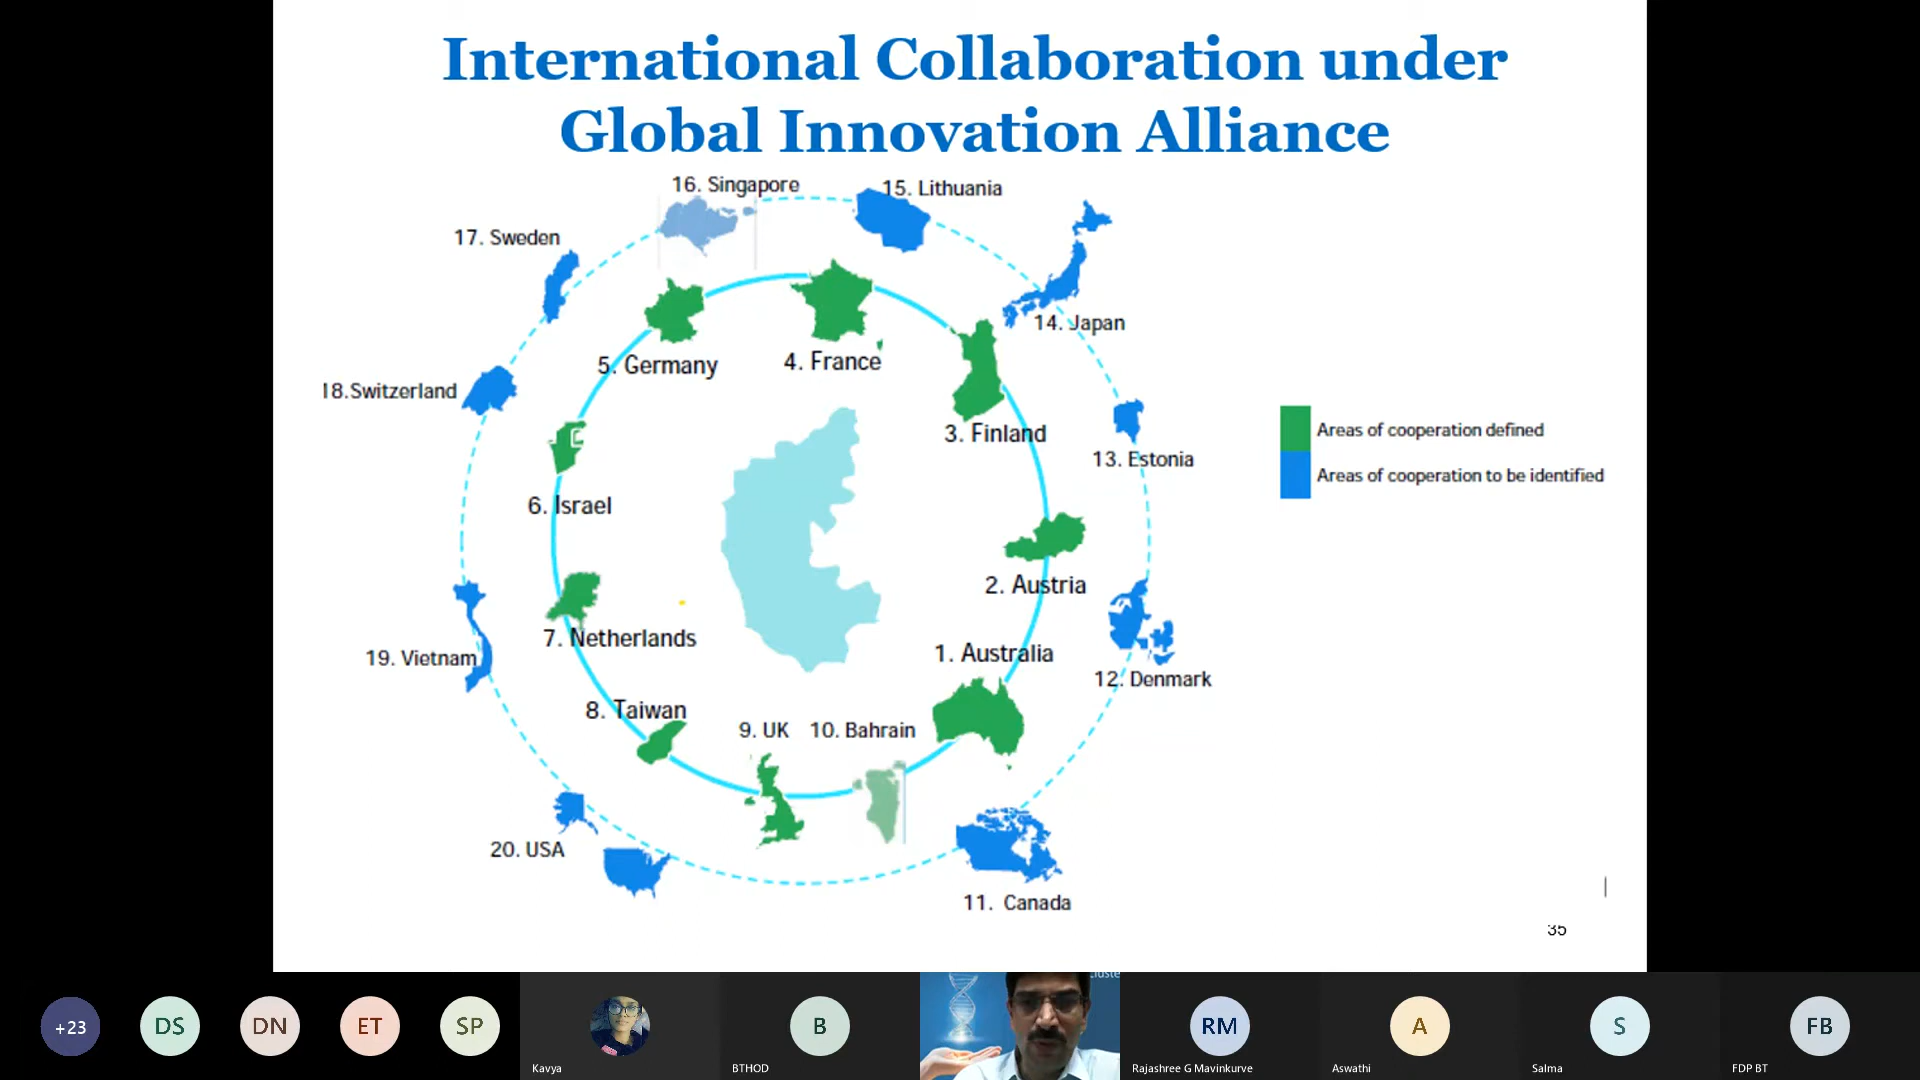 International Collaboration under
Global Innovation Alliance
16. Singapore
15. Lithuania
17. Sweden
14. Japan
5. Germany
4. France
18.Switzerland
3. Finland
13. Estonia
Areas of cooperation defined
Areas of cooperation to be identified
6. Israel
2. Austria
7. Netherlands
1. Australia
19. Vietnam
12. Denmark
8. Taiwan
9. UK
10. Bahrain
20. USA
11. Canada
35
+23
DS
DN
ET
SP
Kavya
B
BTHOD
RM
Rajashree G Mavinkurve
A
Aswathi
S
Salma
FB
FDP BT